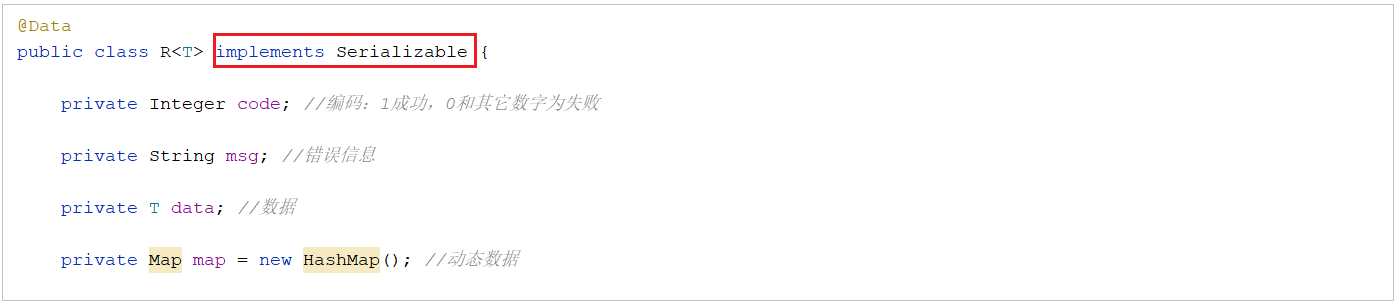 @Data
public class R<T> implements Serializable {
private Integer code; //编码：1成功，0和其它数字为失败
private String msg; //错误信息
private T data; //数据
private Map map = new HashMap(); //动态数据